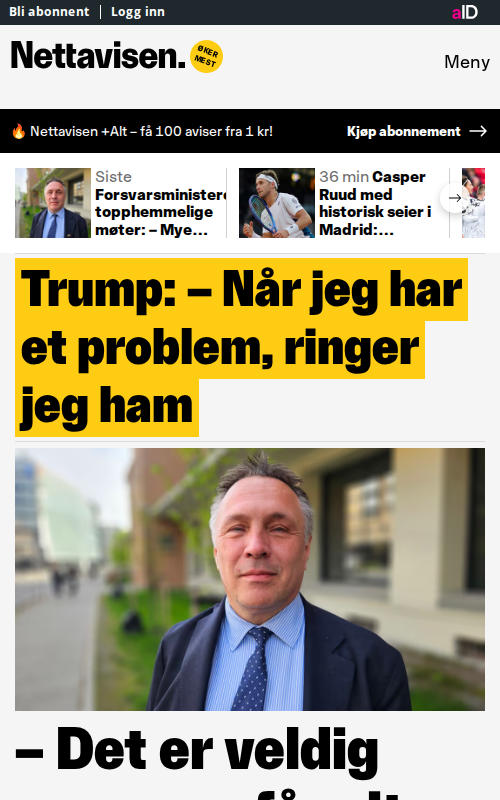 Bli abonnent | Logg inn
aID
Nettavisen.
ØKER
MEST
Meny
🔥 Nettavisen +Alt – få 100 aviser fra 1 kr!
Kjøp abonnement
Siste
Forsvarsministere
topphemmelige
møter: – Mye…
36 min Casper
Ruud med
historisk seier i
Madrid:…
Trump: – Når jeg har
et problem, ringer
jeg ham
– Det er veldig